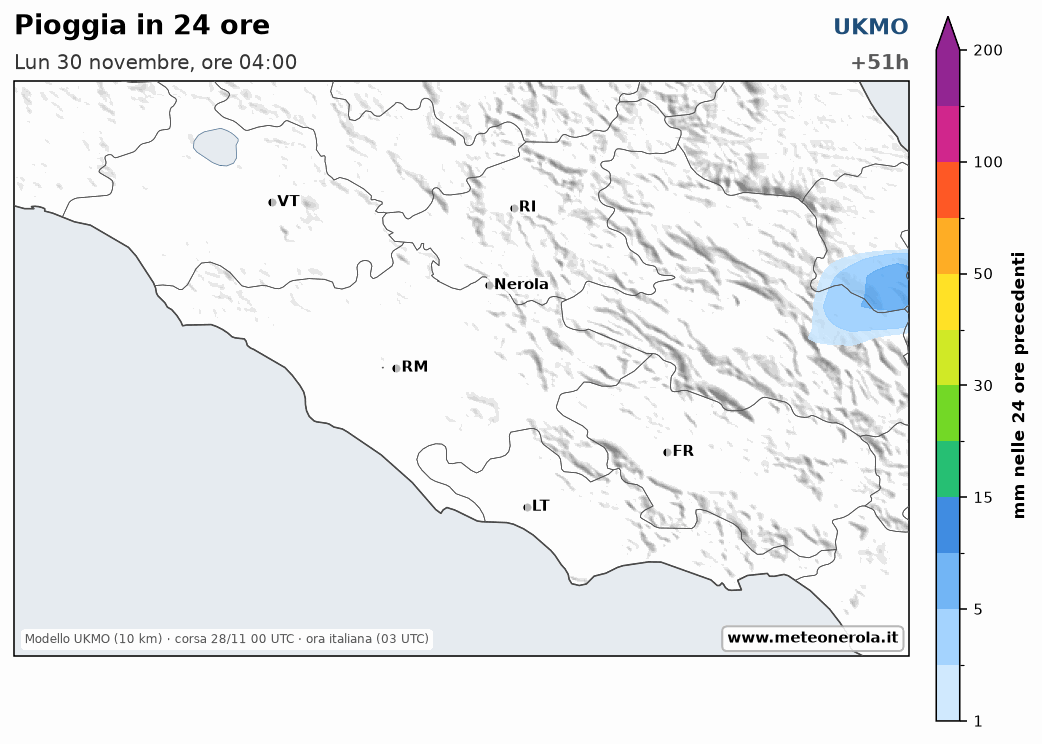 Pioggia in 24 ore
UKMO
Lun 30 novembre, ore 04:00
+51h
VT
RI
Nerola
RM
FR
LT
Modello UKMO (10 km) · corsa 28/11 00 UTC · ora italiana (03 UTC)
www.meteonerola.it
200
100
50
30
15
5
1
mm nelle 24 ore precedenti